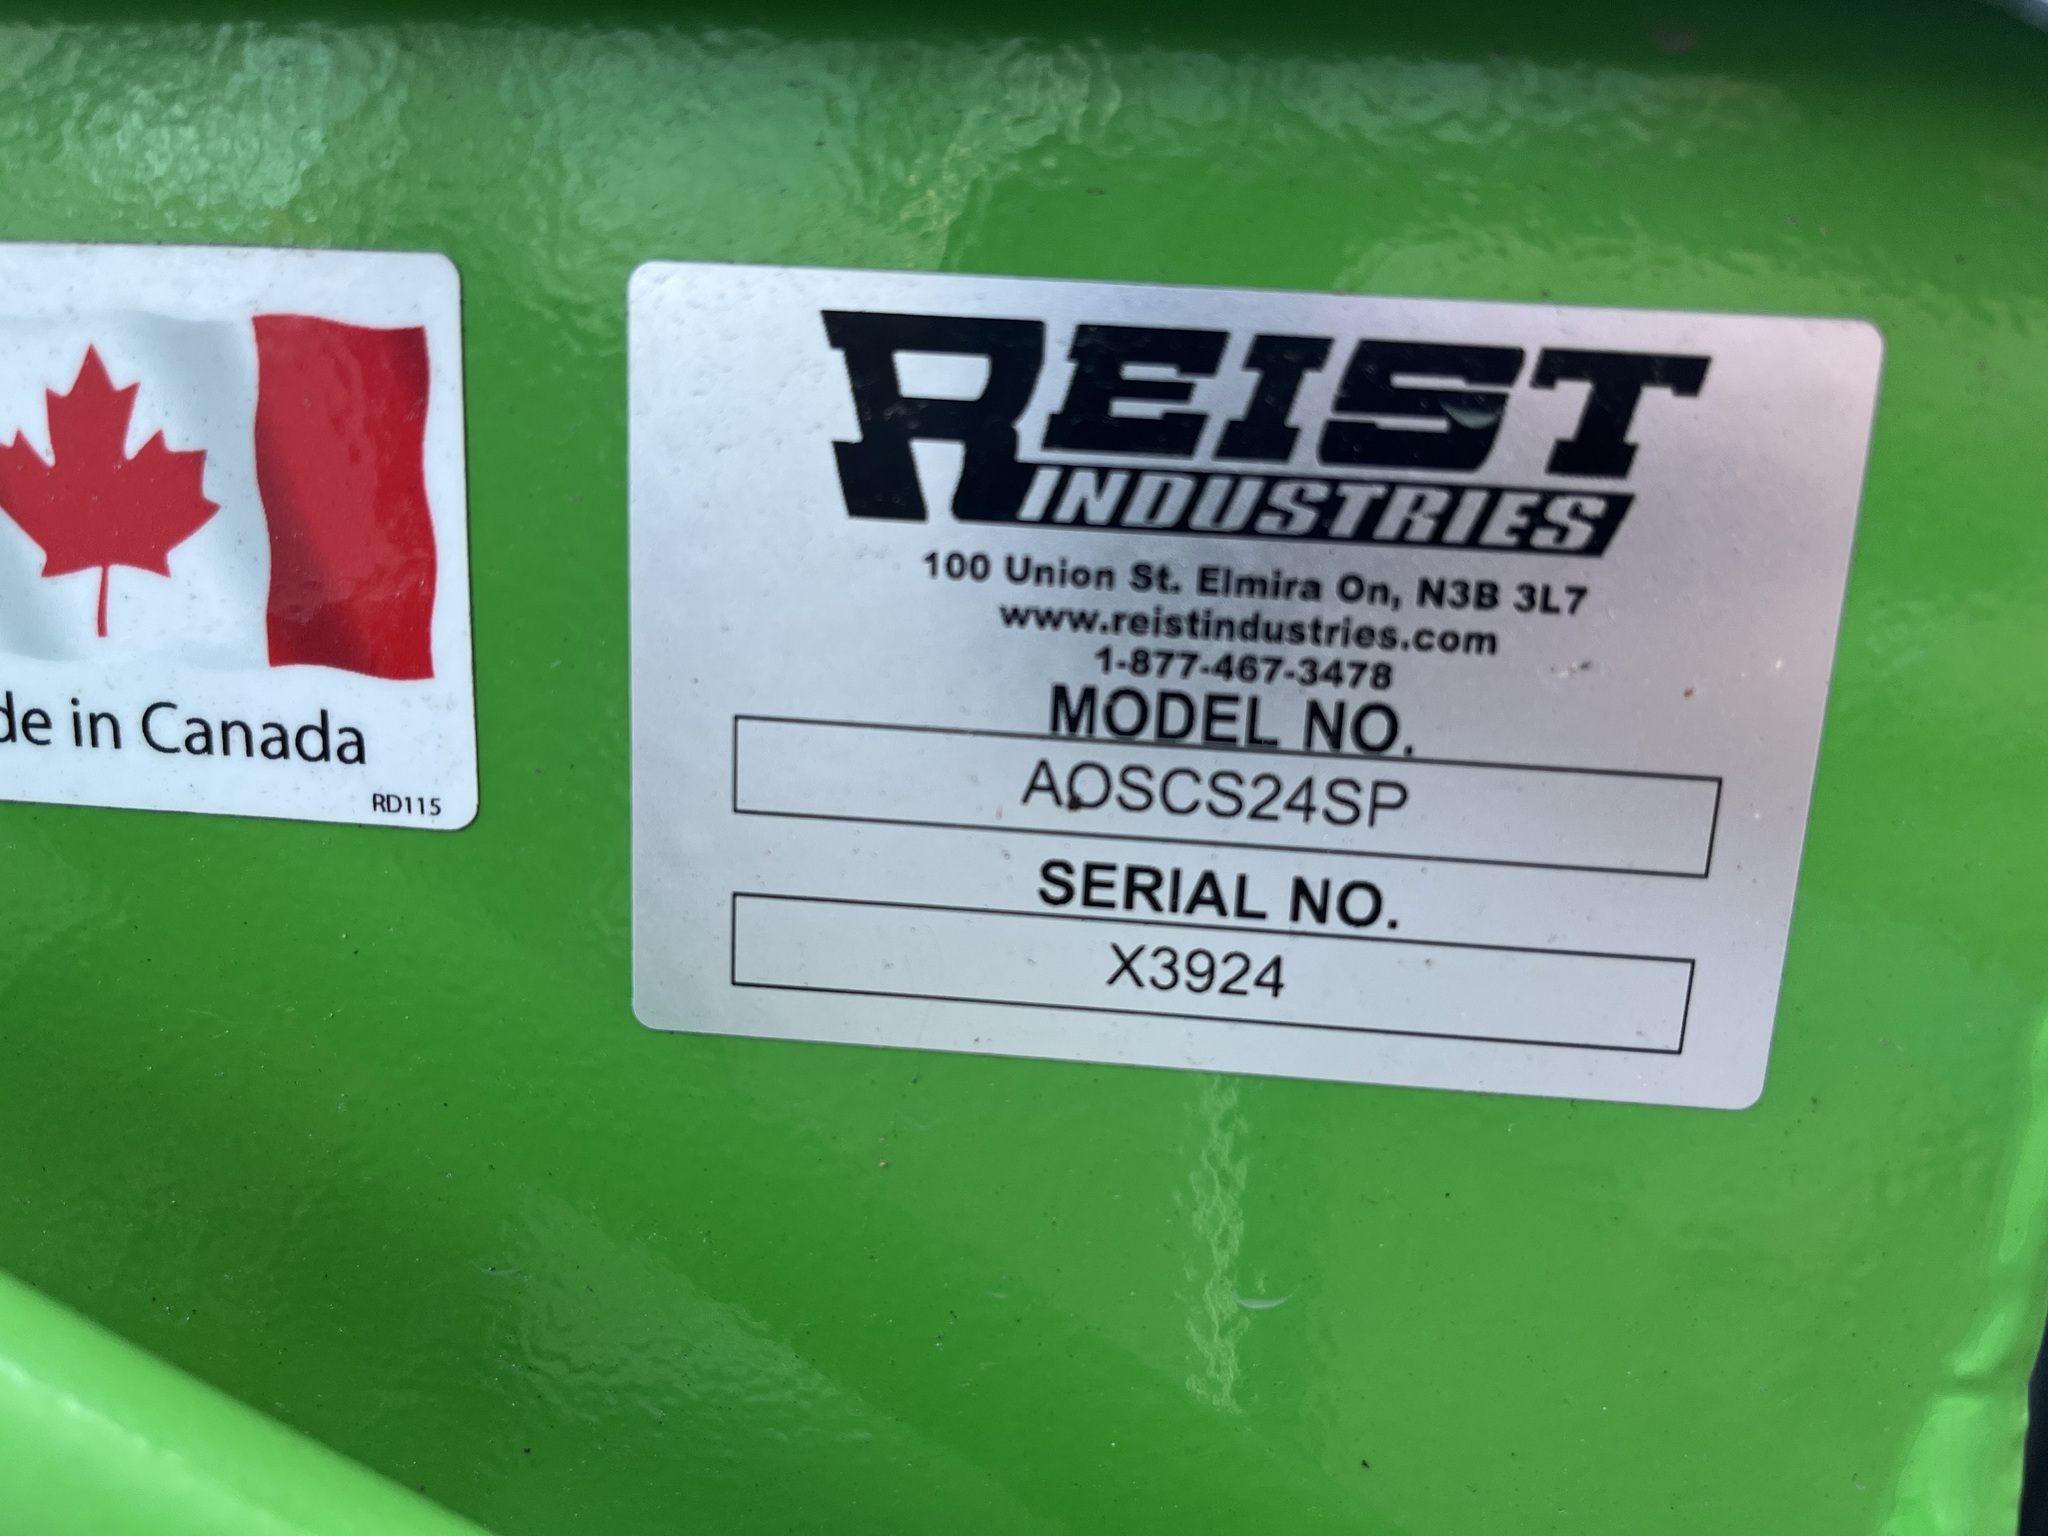 de in Canada
RD115
REIST
INDUSTRIES
100 Union St. Elmira On, N3B 3L7
www.reistindustries.com
1-877-467-3478
MODEL NO.
AOSCS24SP
SERIAL NO.
X3924